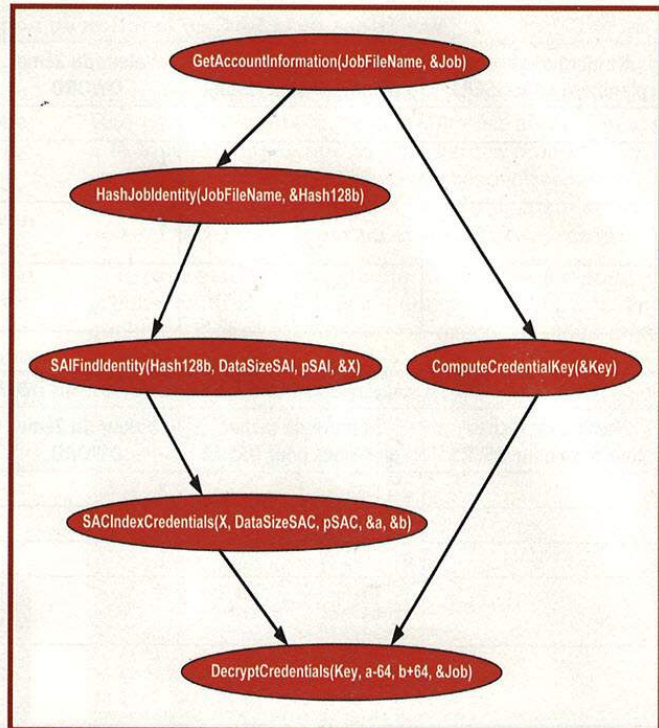 GetAccountInformation(JobFileName, &Job)
HashJobIdentity(JobFileName, &Hash128b)
SAIFindIdentity(Hash128b, DataSizeSAI, pSAI, &X)
ComputeCredentialKey(&Key)
SACIndexCredentials(X, DataSizeSAC, pSAC, &a, &b)
DecryptCredentials(Key, a-64, b+64, &Job)